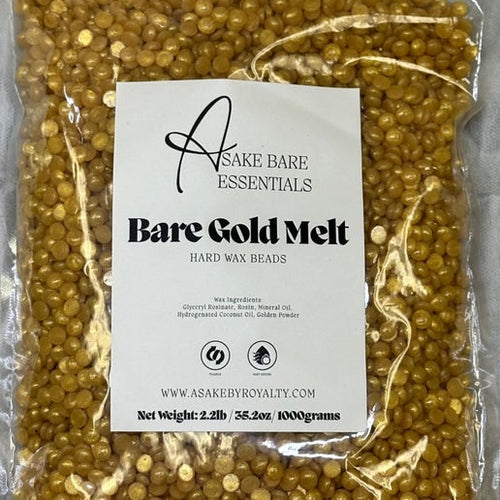 ASAKE BARE
ESSENTIALS
Bare Gold Melt
HARD WAX BEADS
Wax Ingredients:
Glyceryl Rosinate, Rosin, Mineral Oil,
Hydrogenated Coconut Oil, Golden Powder
WWW.ASAKEBYROYALTY.COM
Net Weight: 2.2lb / 35.2oz/ 1000grams